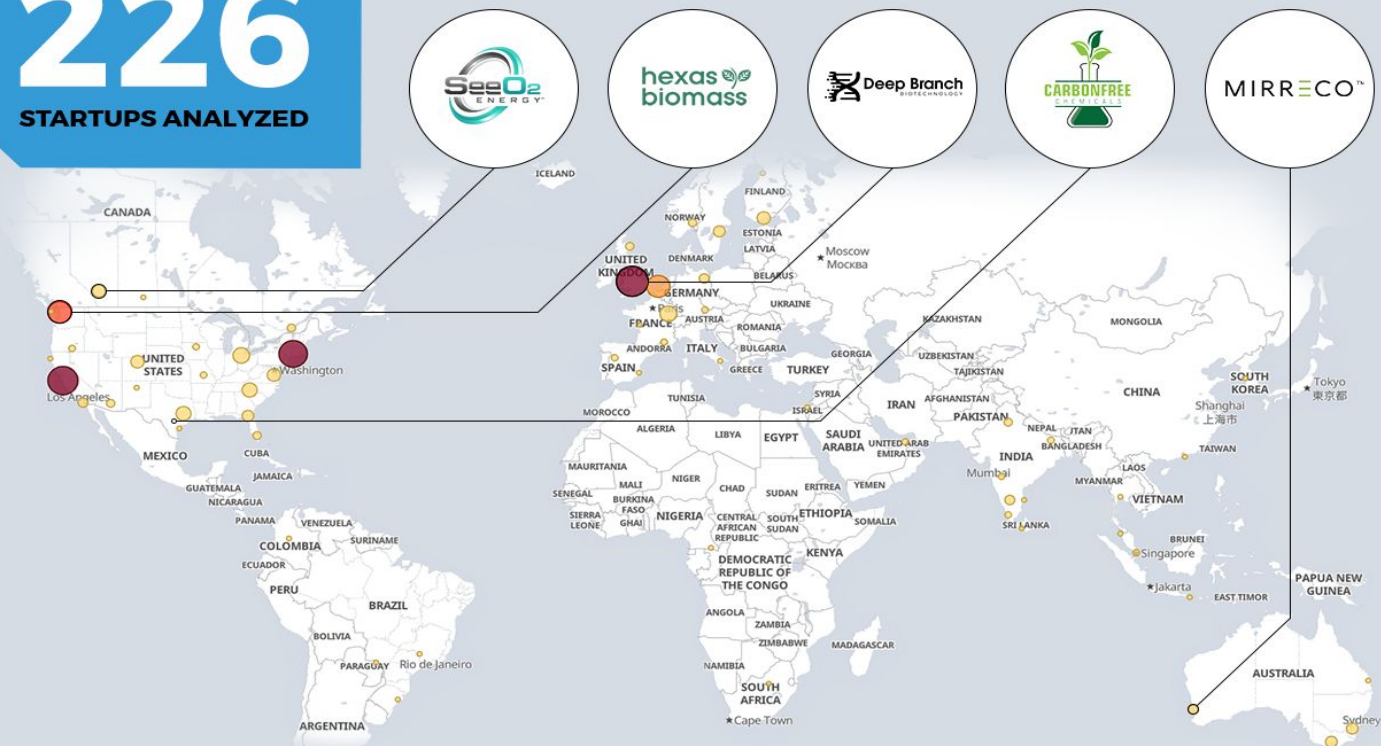 226
STARTUPS ANALYZED
SeeO2
ENERGY
hexas
biomass
Deep Branch
BIOTECHNOLOGY
CARBONFREE
CHEMICALS
MIRRECO™
ICELAND
CANADA
FINLAND
NORWAY
ESTONIA
LATVIA
UNITED
KINGDOM
DENMARK
Moscow
Москва
BELARUS
GERMANY
UKRAINE
Paris
FRANCE
AUSTRIA
ROMANIA
KAZAKHSTAN
MONGOLIA
ANDORRA
ITALY
BULGARIA
GEORGIA
UZBEKISTAN
TAJIKISTAN
SPAIN
GREECE
TURKEY
UNITED
STATES
Washington
Los Angeles
SOUTH
KOREA
Tokyo
東京都
CHINA
Shanghai
上海市
TUNISIA
SYRIA
IRAN
AFGHANISTAN
MOROCCO
ISRAEL
PAKISTAN
ALGERIA
LIBYA
EGYPT
SAUDI
ARABIA
UNITED ARAB
EMIRATES
NEPAL
JTAN
BANGLADESH
TAIWAN
INDIA
MEXICO
CUBA
Mumbai
LAOS
MYANMAR
MAURITANIA
JAMAICA
GUATEMALA
NICARAGUA
NIGER
MALI
CHAD
SUDAN
ERITREA
YEMEN
VIETNAM
SENEGAL
BURKINA
FASO
SIERRA
LEONE
GHAI
NIGERIA
CENTRAL
AFRICAN
REPUBLIC
SOUTH
SUDAN
ETHIOPIA
SOMALIA
SRI LANKA
PANAMA
VENEZUELA
COLOMBIA
SURINAME
BRUNEI
Singapore
ECUADOR
KENYA
DEMOCRATIC
REPUBLIC OF
THE CONGO
PERU
BRAZIL
Jakarta
EAST TIMOR
PAPUA NEW
GUINEA
ANGOLA
ZAMBIA
ZIMBABWE
MADAGASCAR
BOLIVIA
PARAGUAY
Rio de Janeiro
NAMIBIA
SOUTH
AFRICA
Cape Town
AUSTRALIA
Sydney
ARGENTINA